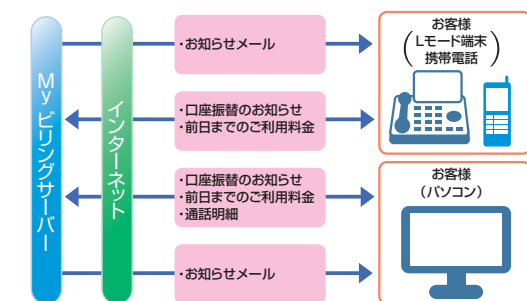 Myビリングサーバー
インターネット
・お知らせメール
・口座振替のお知らせ
・前日までのご利用料金
・口座振替のお知らせ
・前日までのご利用料金
・通話明細
・お知らせメール
お客様
(Lモード端末
携帯電話)
お客様
(パソコン)